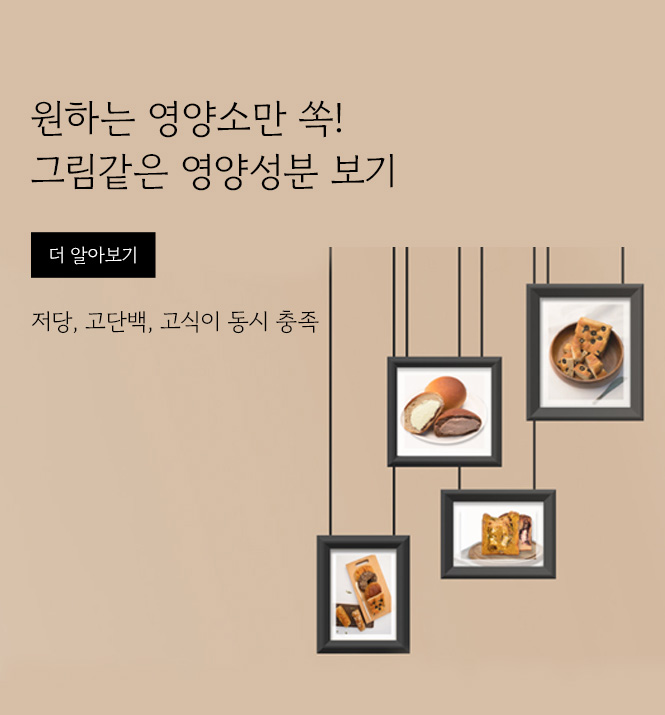 원하는 영양소만 쏙!
그림같은 영양성분 보기
더 알아보기
저당, 고단백, 고식이 동시 충족